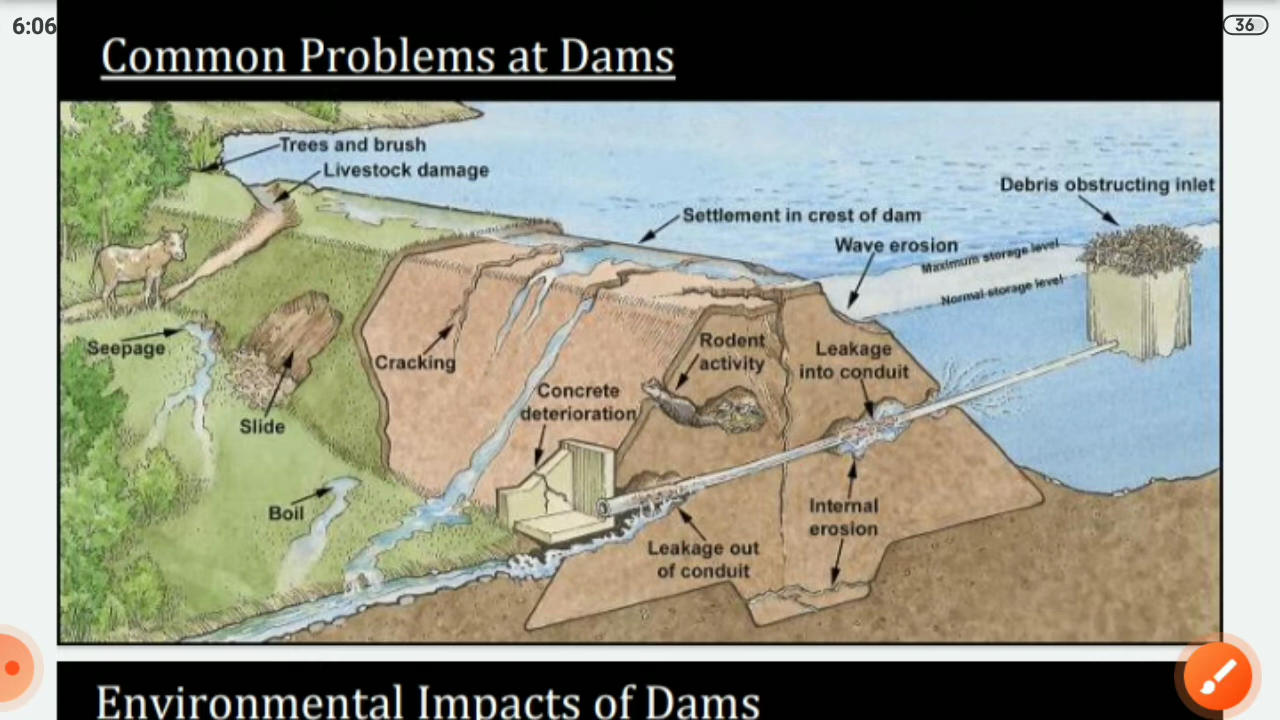 6:06
36
Common Problems at Dams
Trees and brush
Livestock damage
Debris obstructing inlet
Settlement in crest of dam
Wave erosion
Maximum storage level
Normal storage level
Seepage
Cracking
Rodent
activity
Leakage
into conduit
Concrete
deterioration
Slide
Boil
Internal
erosion
Leakage out
of conduit
Environmental Impacts of Dams